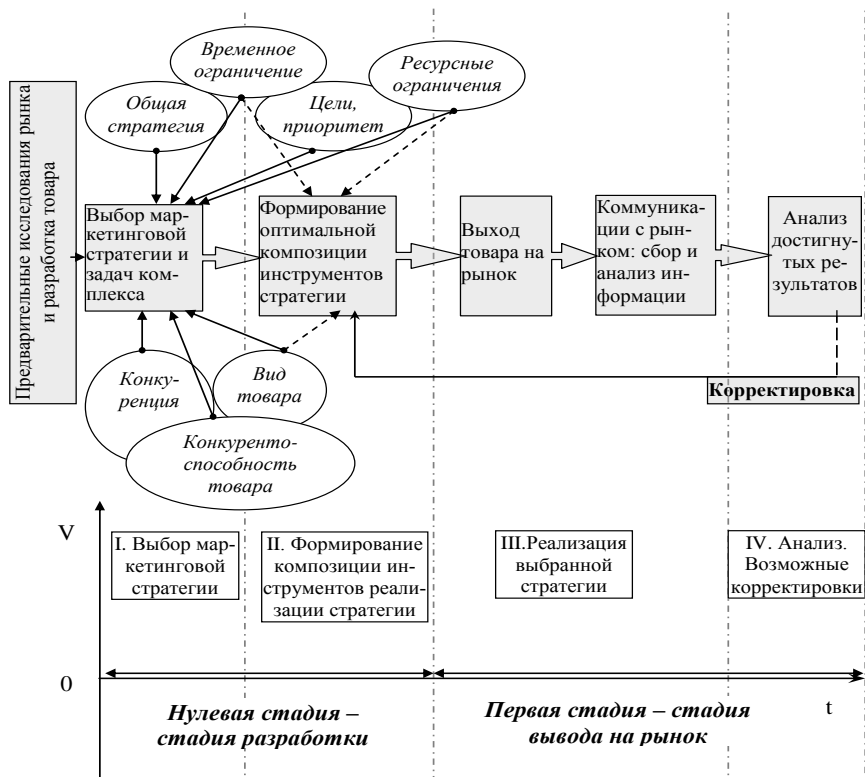 Временное
ограничение
Ресурсные
ограничения
Общая
стратегия
Цели,
приоритет
Предварительные исследования рынка
и разработка товара
Выбор мар-
кетинговой
стратегии и
задач ком-
плекса
Формирование
оптимальной
композиции
инструментов
стратегии
Выход
товара на
рынок
Коммуника-
ции с рын-
ком: сбор и
анализ ин-
формации
Анализ
достигну-
тых ре-
зультатов
Конку-
ренция
Вид
товара
Конкуренто-
способность
товара
Корректировка
V
I. Выбор мар-
кетинговой
стратегии
II. Формирование
композиции ин-
струментов реали-
зации стратегии
III.Реализация
выбранной
стратегии
IV. Анализ.
Возможные
корректировки
0
t
Нулевая стадия –
стадия разработки
Первая стадия – стадия
вывода на рынок